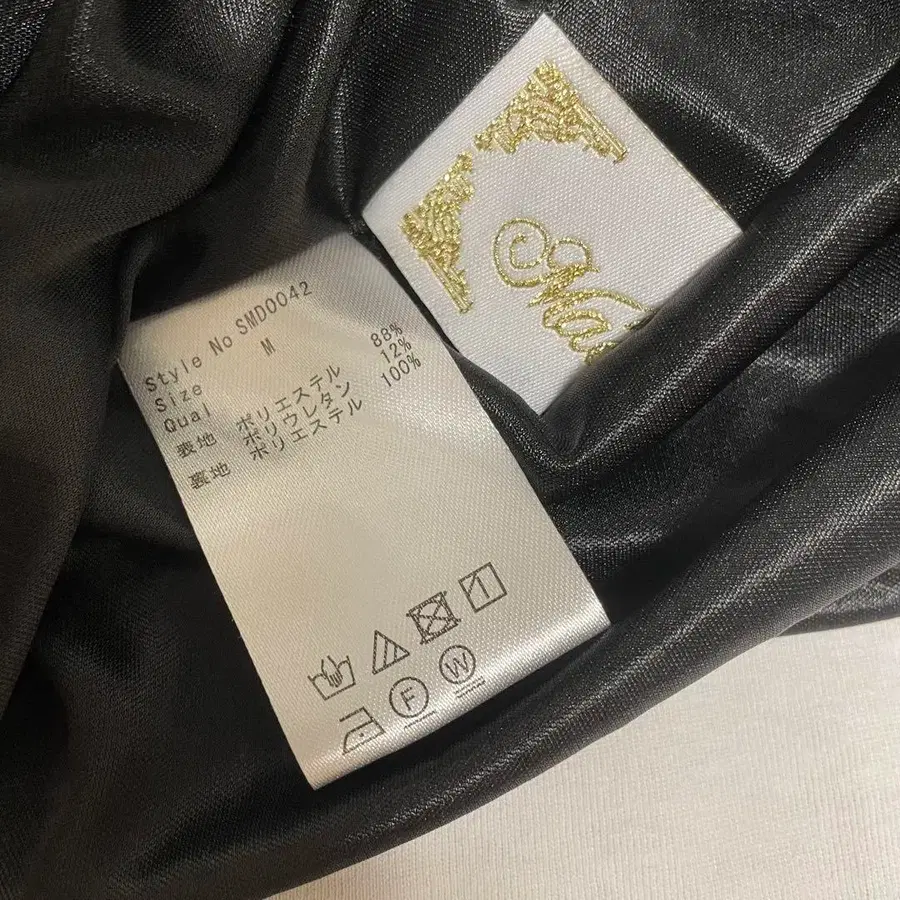 Style No SMD0042
Size M
Qual
表地 ポリエステル 88%
ポリウレタン 12%
裏地 ポリエステル 100%
F W